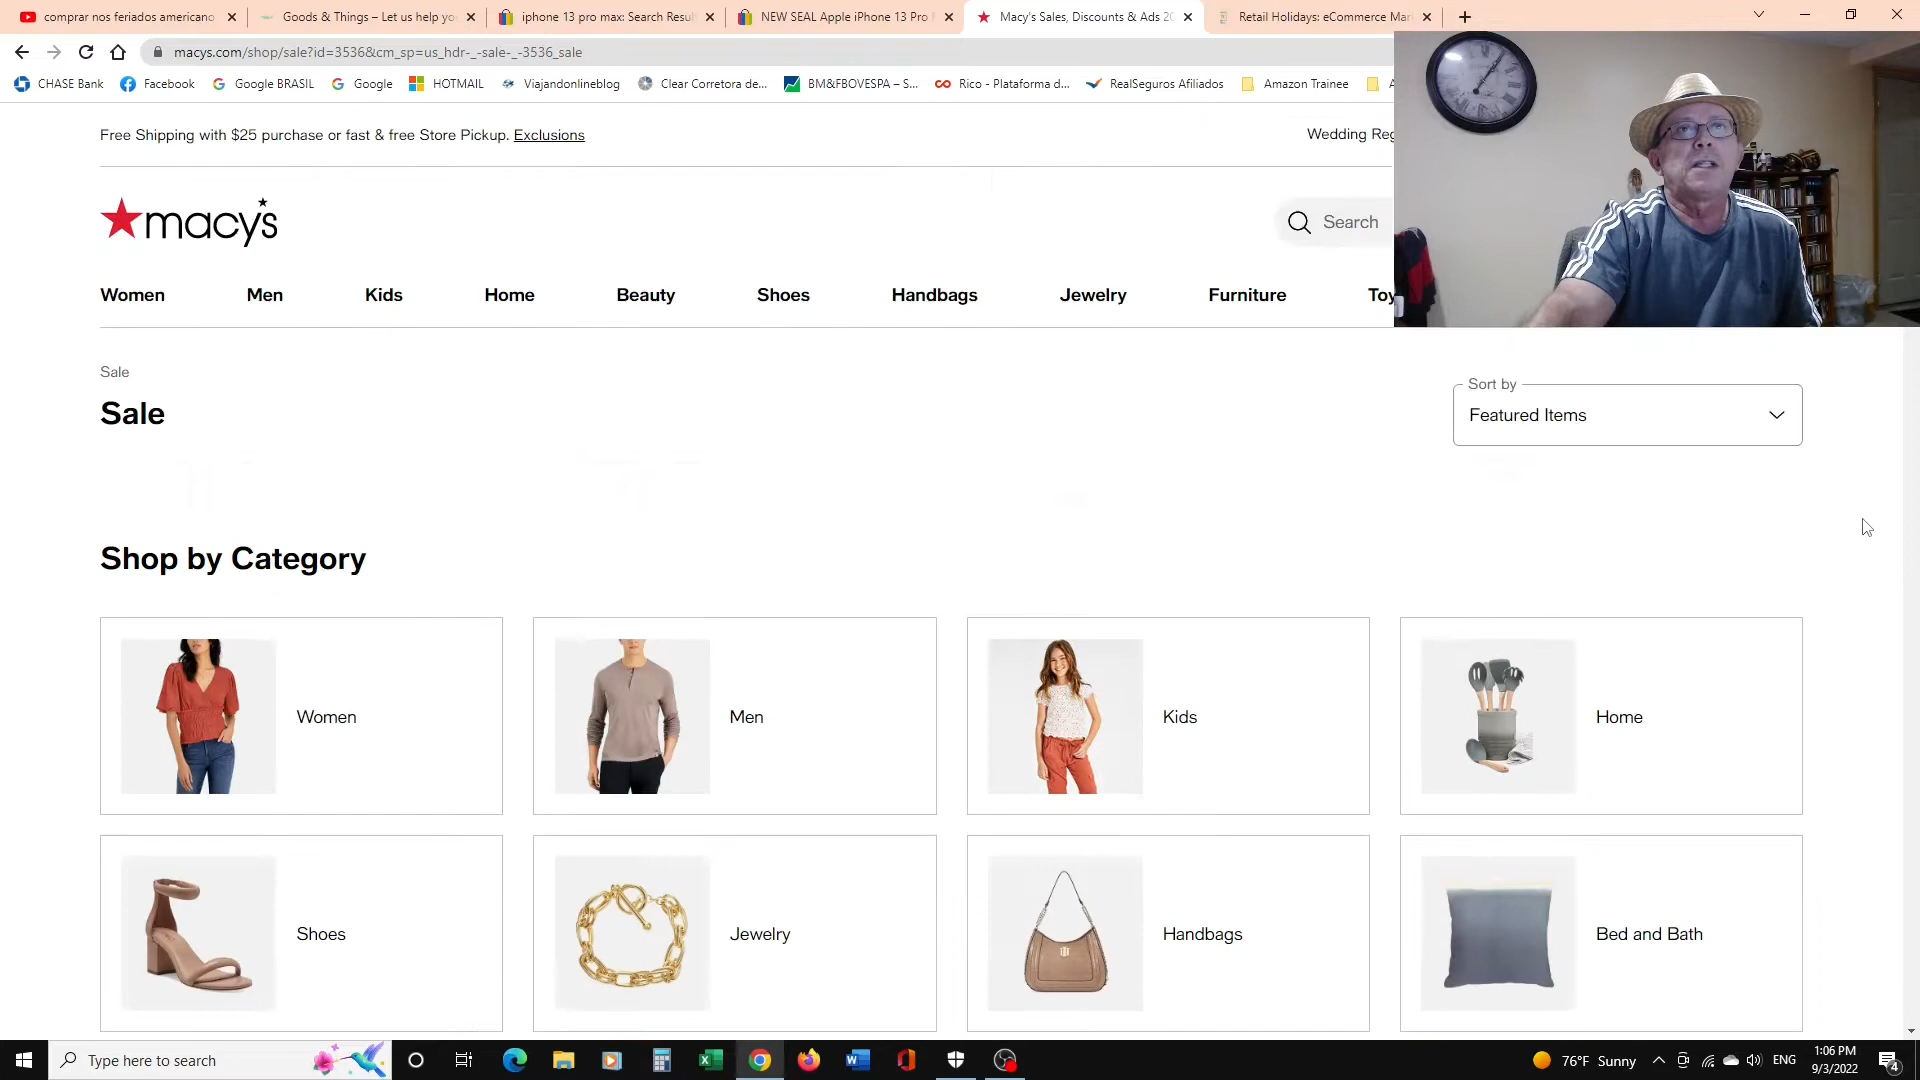 comprar nos feriados americano
Goods & Things – Let us help yo
iphone 13 pro max: Search Resul
NEW SEAL Apple iPhone 13 Pro
Macy's Sales, Discounts & Ads 20
Retail Holidays: eCommerce Mar
macys.com/shop/sale?id=3536&cm_sp=us_hdr-_-sale-_-3536_sale
CHASE Bank
Facebook
Google BRASIL
Google
HOTMAIL
Viajandonlineblog
Clear Corretora de...
BM&FBOVESPA – S...
Rico - Plataforma d...
RealSeguros Afiliados
Amazon Trainee
Free Shipping with $25 purchase or fast & free Store Pickup. Exclusions
Wedding Reg
macy's
Search
Women
Men
Kids
Home
Beauty
Shoes
Handbags
Jewelry
Furniture
Toy
Sale
Sale
Sort by
Featured Items
Shop by Category
Women
Men
Kids
Home
Shoes
Jewelry
Handbags
Bed and Bath
Type here to search
76°F Sunny
ENG
1:06 PM
9/3/2022
4